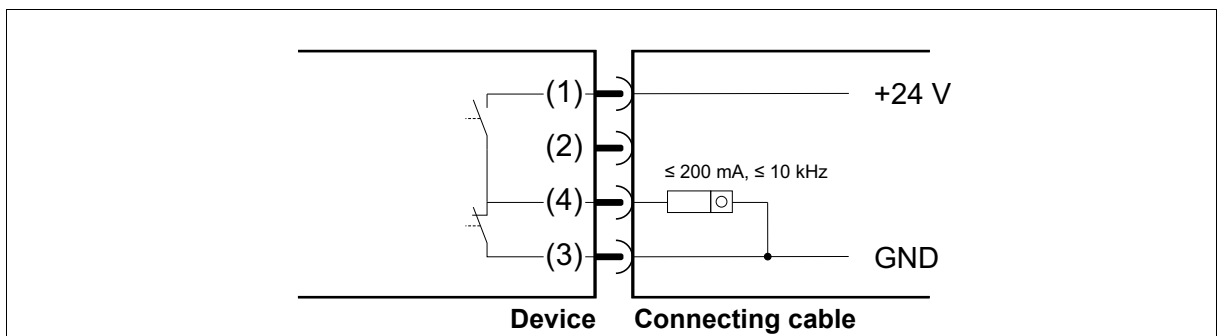 (1)
+24 V
(2)
≤ 200 mA, ≤ 10 kHz
(4)
(3)
GND
Device
Connecting cable